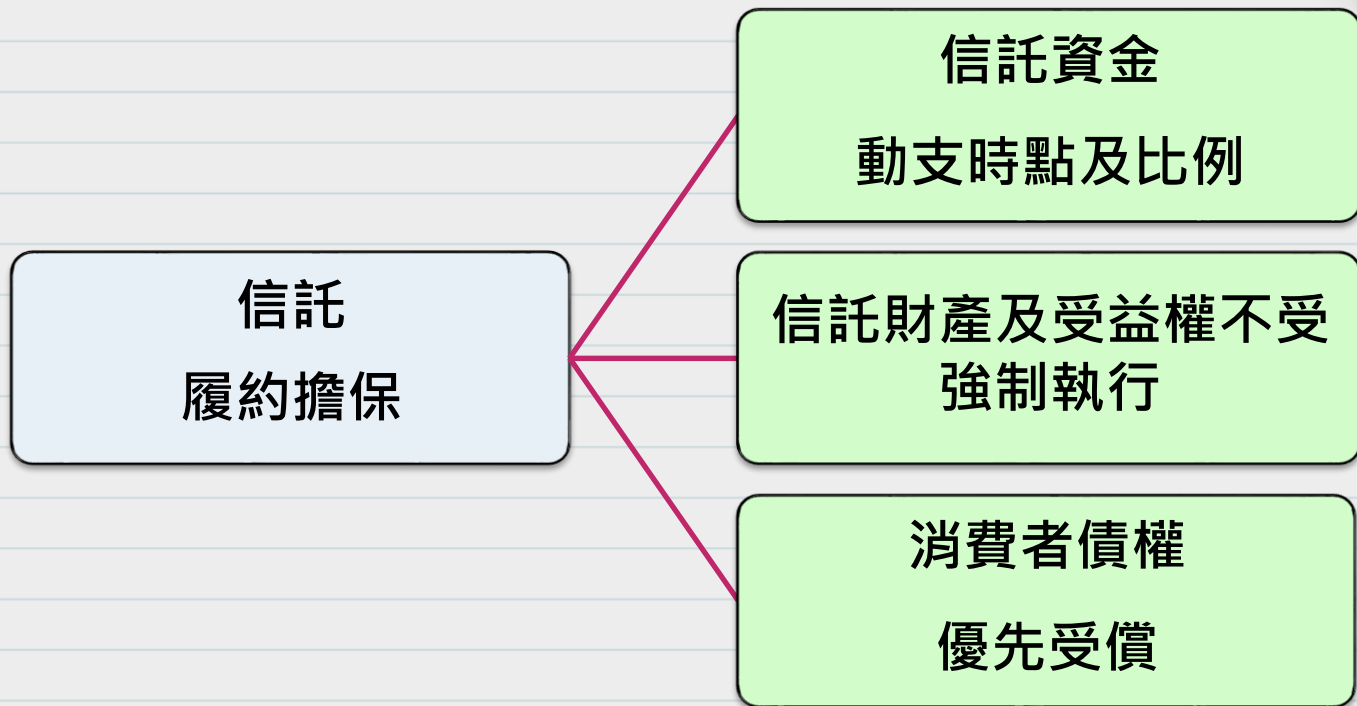 信託
履約擔保
信託資金
動支時點及比例
信託財產及受益權不受
強制執行
消費者債權
優先受償